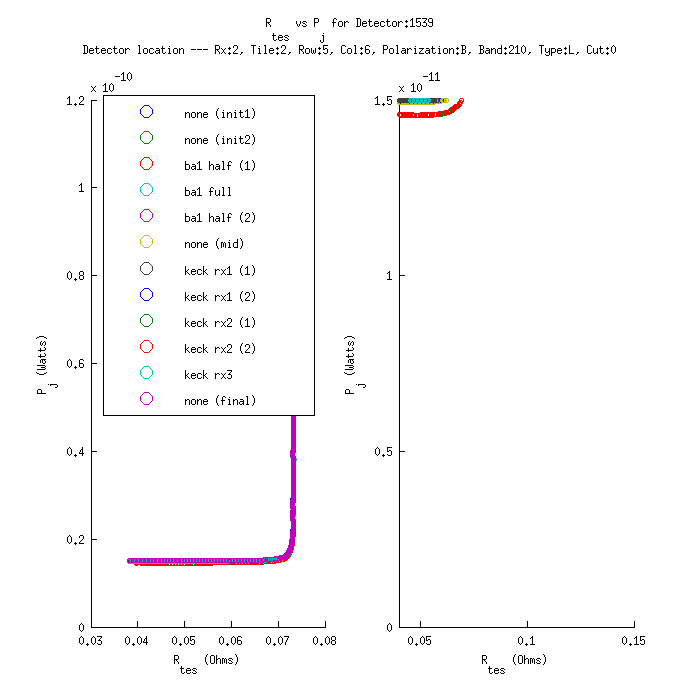 R    vs P  for Detector:1539
tes    j
Detector location --- Rx:2, Tile:2, Row:5, Col:6, Polarization:B, Band:210, Type:L, Cut:0
x 10-10
x 10-11
1.2
1
0.8
0.6
0.4
0.2
0
none (init1)
none (init2)
ba1 half (1)
ba1 full
ba1 half (2)
none (mid)
keck rx1 (1)
keck rx1 (2)
keck rx2 (1)
keck rx2 (2)
keck rx3
none (final)
Pj (Watts)
0.03 0.04 0.05 0.06 0.07 0.08
Rtes (Ohms)
1.5
1
0.5
0
Pj (Watts)
0.05 0.1 0.15
Rtes (Ohms)